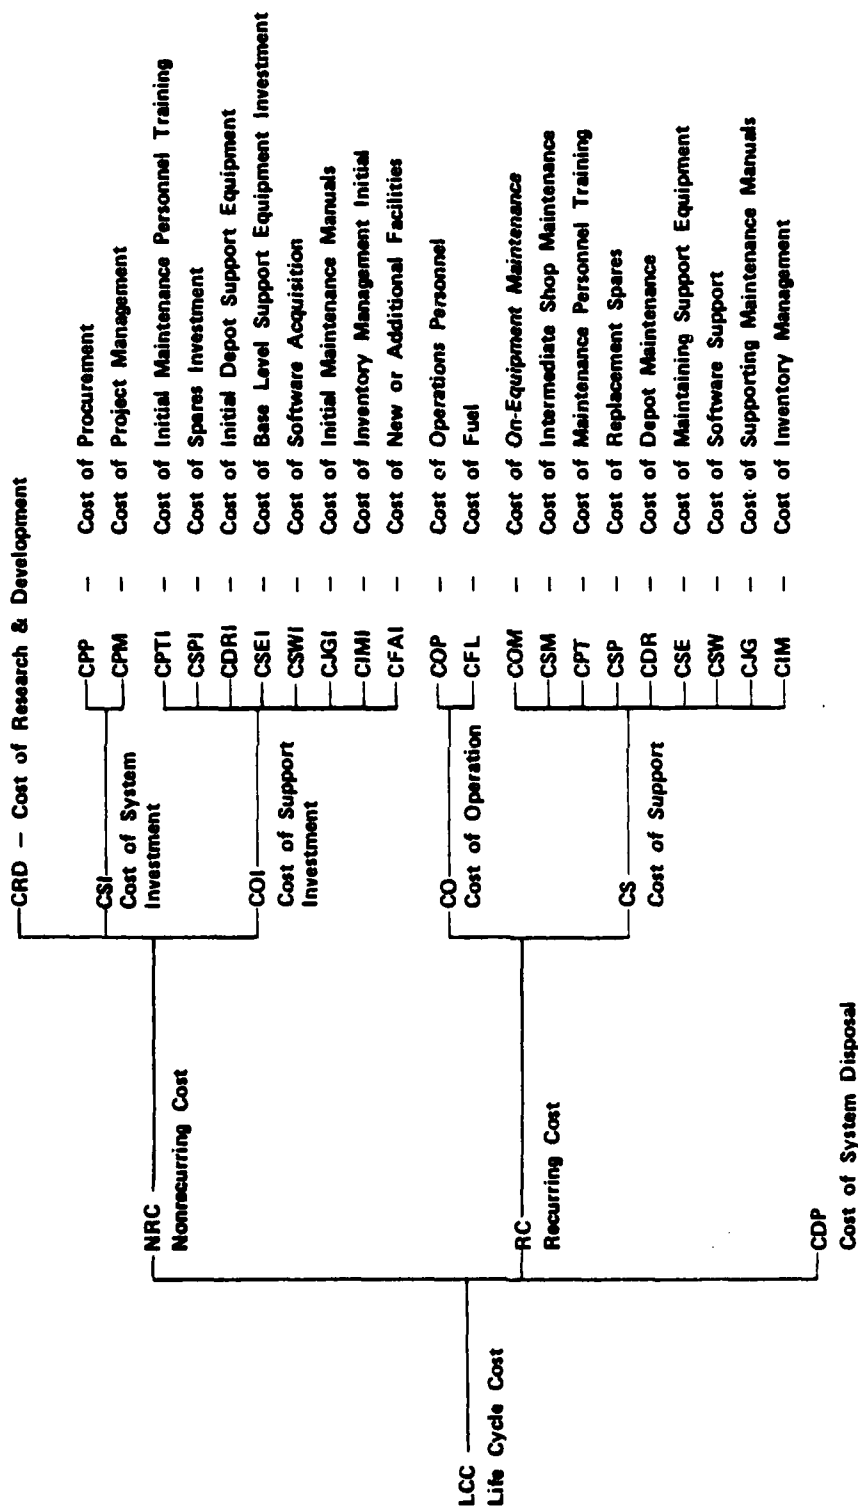 CRD — Cost of Research & Development
CPP — Cost of Procurement
CSI
Cost of System
Investment
CPM — Cost of Project Management
CPTI — Cost of Initial Maintenance Personnel Training
CSPI — Cost of Spares Investment
CDRI — Cost of Initial Depot Support Equipment
COI
Cost of Support
Investment
CSEI — Cost of Base Level Support Equipment Investment
CSWI — Cost of Software Acquisition
CJGI — Cost of Initial Maintenance Manuals
CIMI — Cost of Inventory Management Initial
CFAI — Cost of New or Additional Facilities
NRC
Nonrecurring Cost
LCC
Life Cycle Cost
COP — Cost of Operations Personnel
CO
Cost of Operation
CFL — Cost of Fuel
RC
Recurring Cost
COM — Cost of On-Equipment Maintenance
CSM — Cost of Intermediate Shop Maintenance
CPT — Cost of Maintenance Personnel Training
CSP — Cost of Replacement Spares
CS
Cost of Support
CDR — Cost of Depot Maintenance
CSE — Cost of Maintaining Support Equipment
CSW — Cost of Software Support
CJG — Cost of Supporting Maintenance Manuals
CIM — Cost of Inventory Management
CDP
Cost of System Disposal